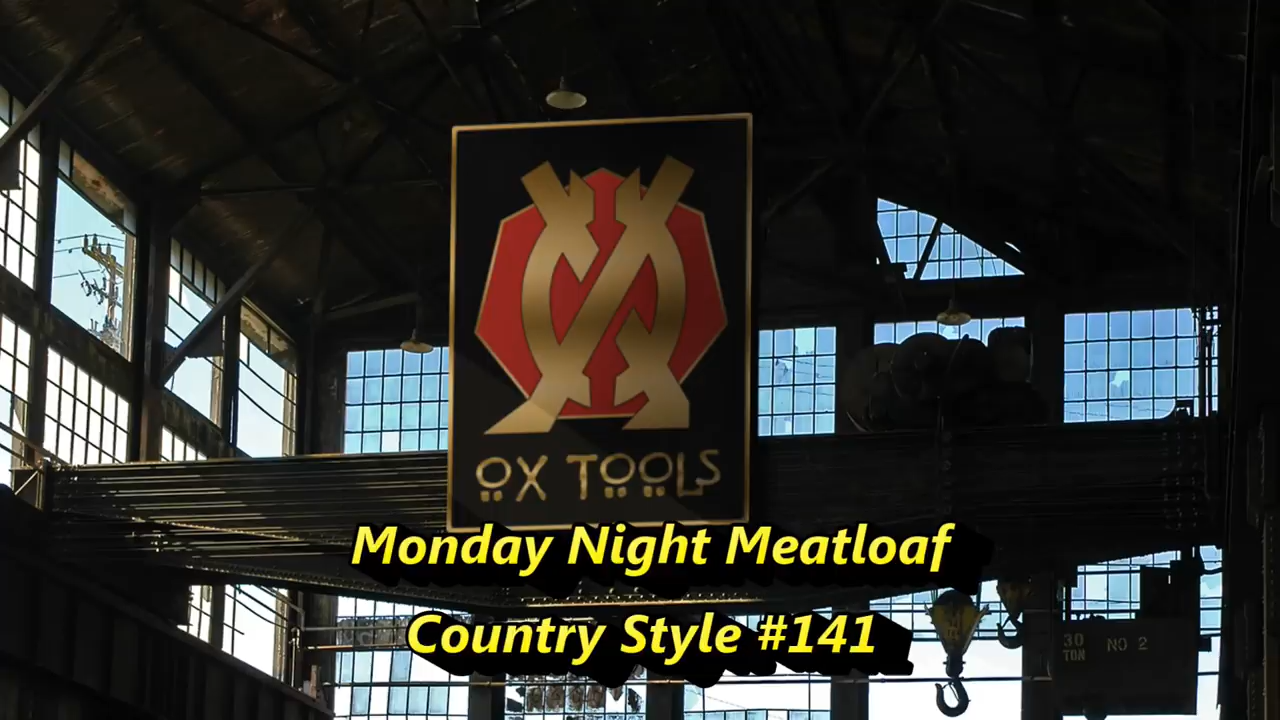 OX TOOLS
Monday Night Meatloaf
Country Style #141
30
TON
NO 2